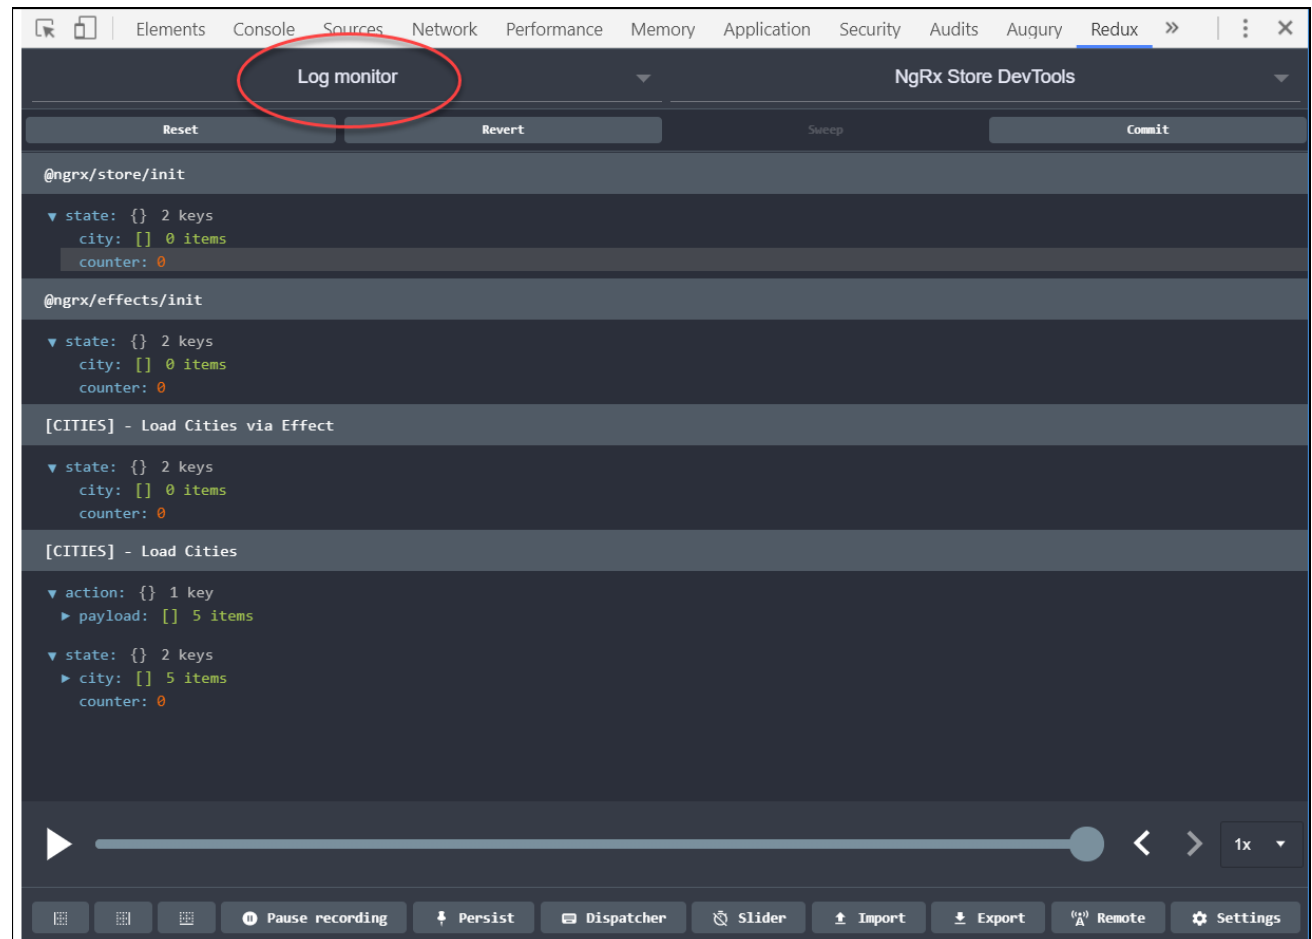 Elements Console Sources Network Performance Memory Application Security Audits Augury Redux »
Log monitor NgRx Store DevTools
Reset Revert Sweep Commit
@ngrx/store/init
▼ state: {} 2 keys
city: [] 0 items
counter: 0
@ngrx/effects/init
▼ state: {} 2 keys
city: [] 0 items
counter: 0
[CITIES] - Load Cities via Effect
▼ state: {} 2 keys
city: [] 0 items
counter: 0
[CITIES] - Load Cities
▼ action: {} 1 key
► payload: [] 5 items
▼ state: {} 2 keys
► city: [] 5 items
counter: 0
1x
Pause recording Persist Dispatcher Slider Import Export Remote Settings